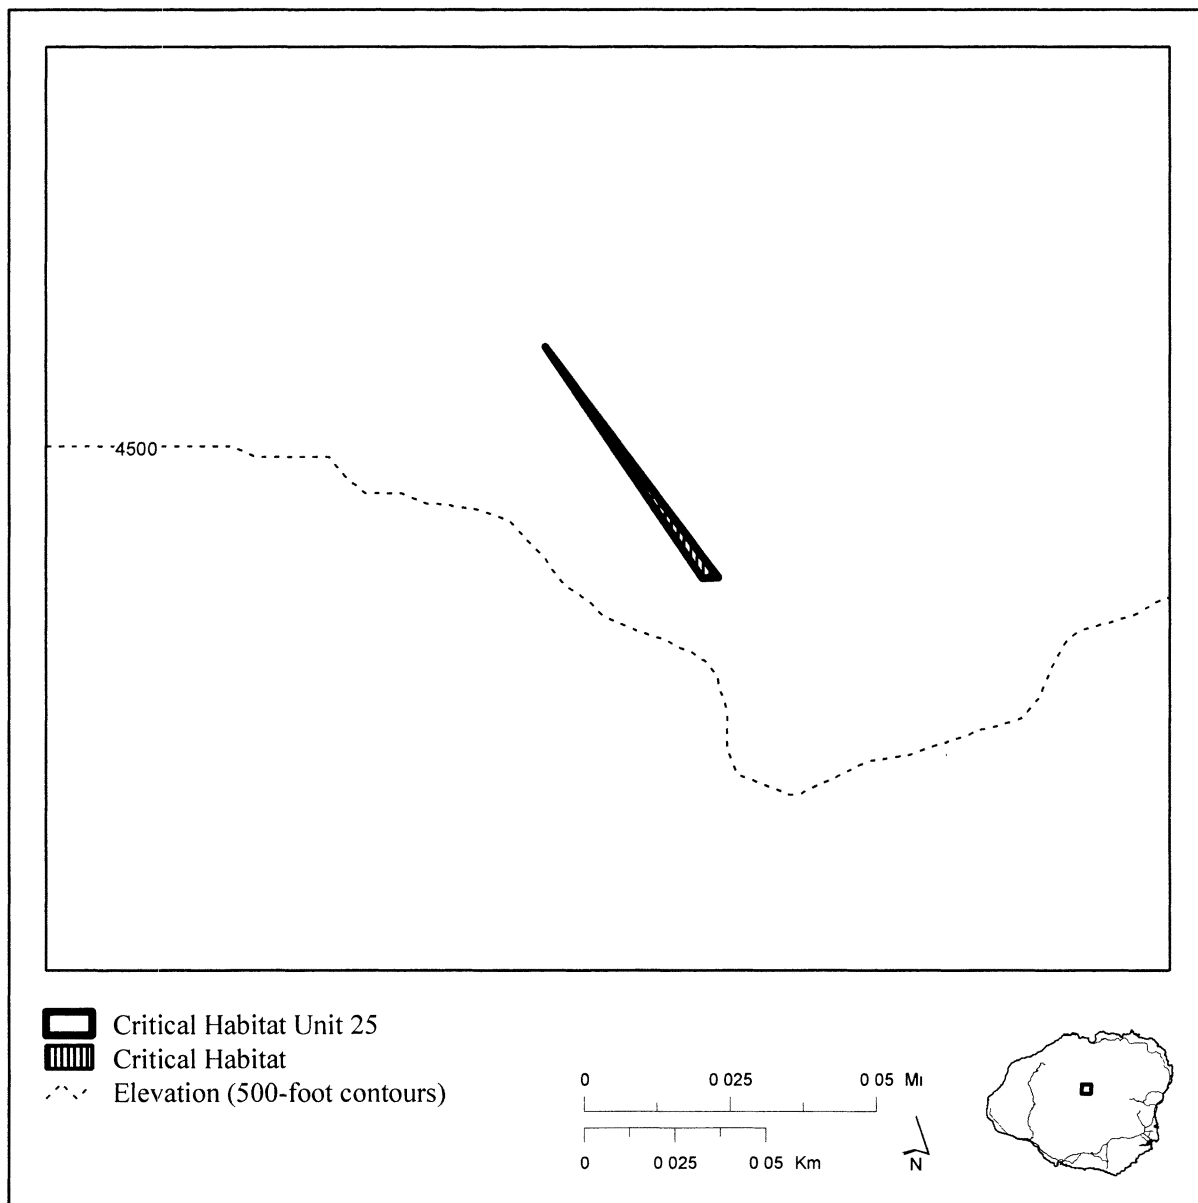 4500
Critical Habitat Unit 25
Critical Habitat
Elevation (500-foot contours)
0 0 025 0 05 Mi
0 0 025 0 05 Km
N